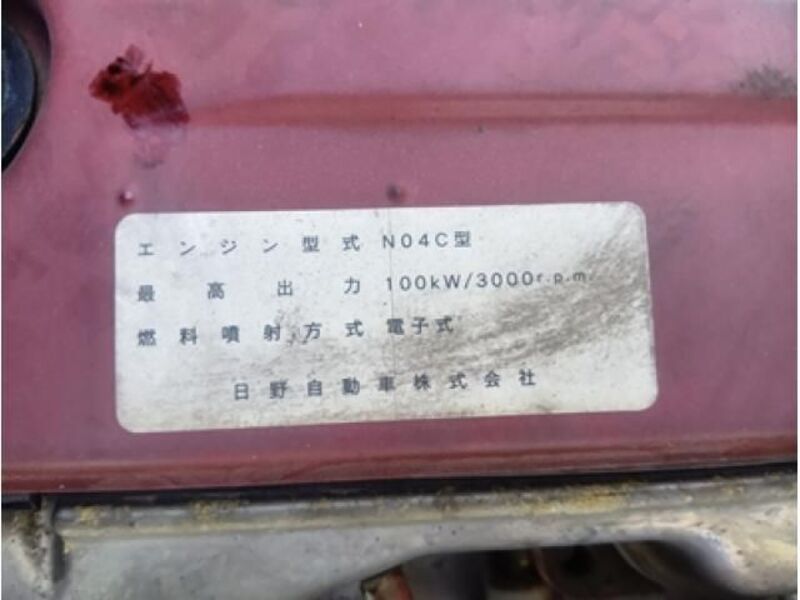 エンジン型式 N04C型
最高出力 100kW/3000r.p.m.
燃料噴射方式 電子式
日野自動車株式会社